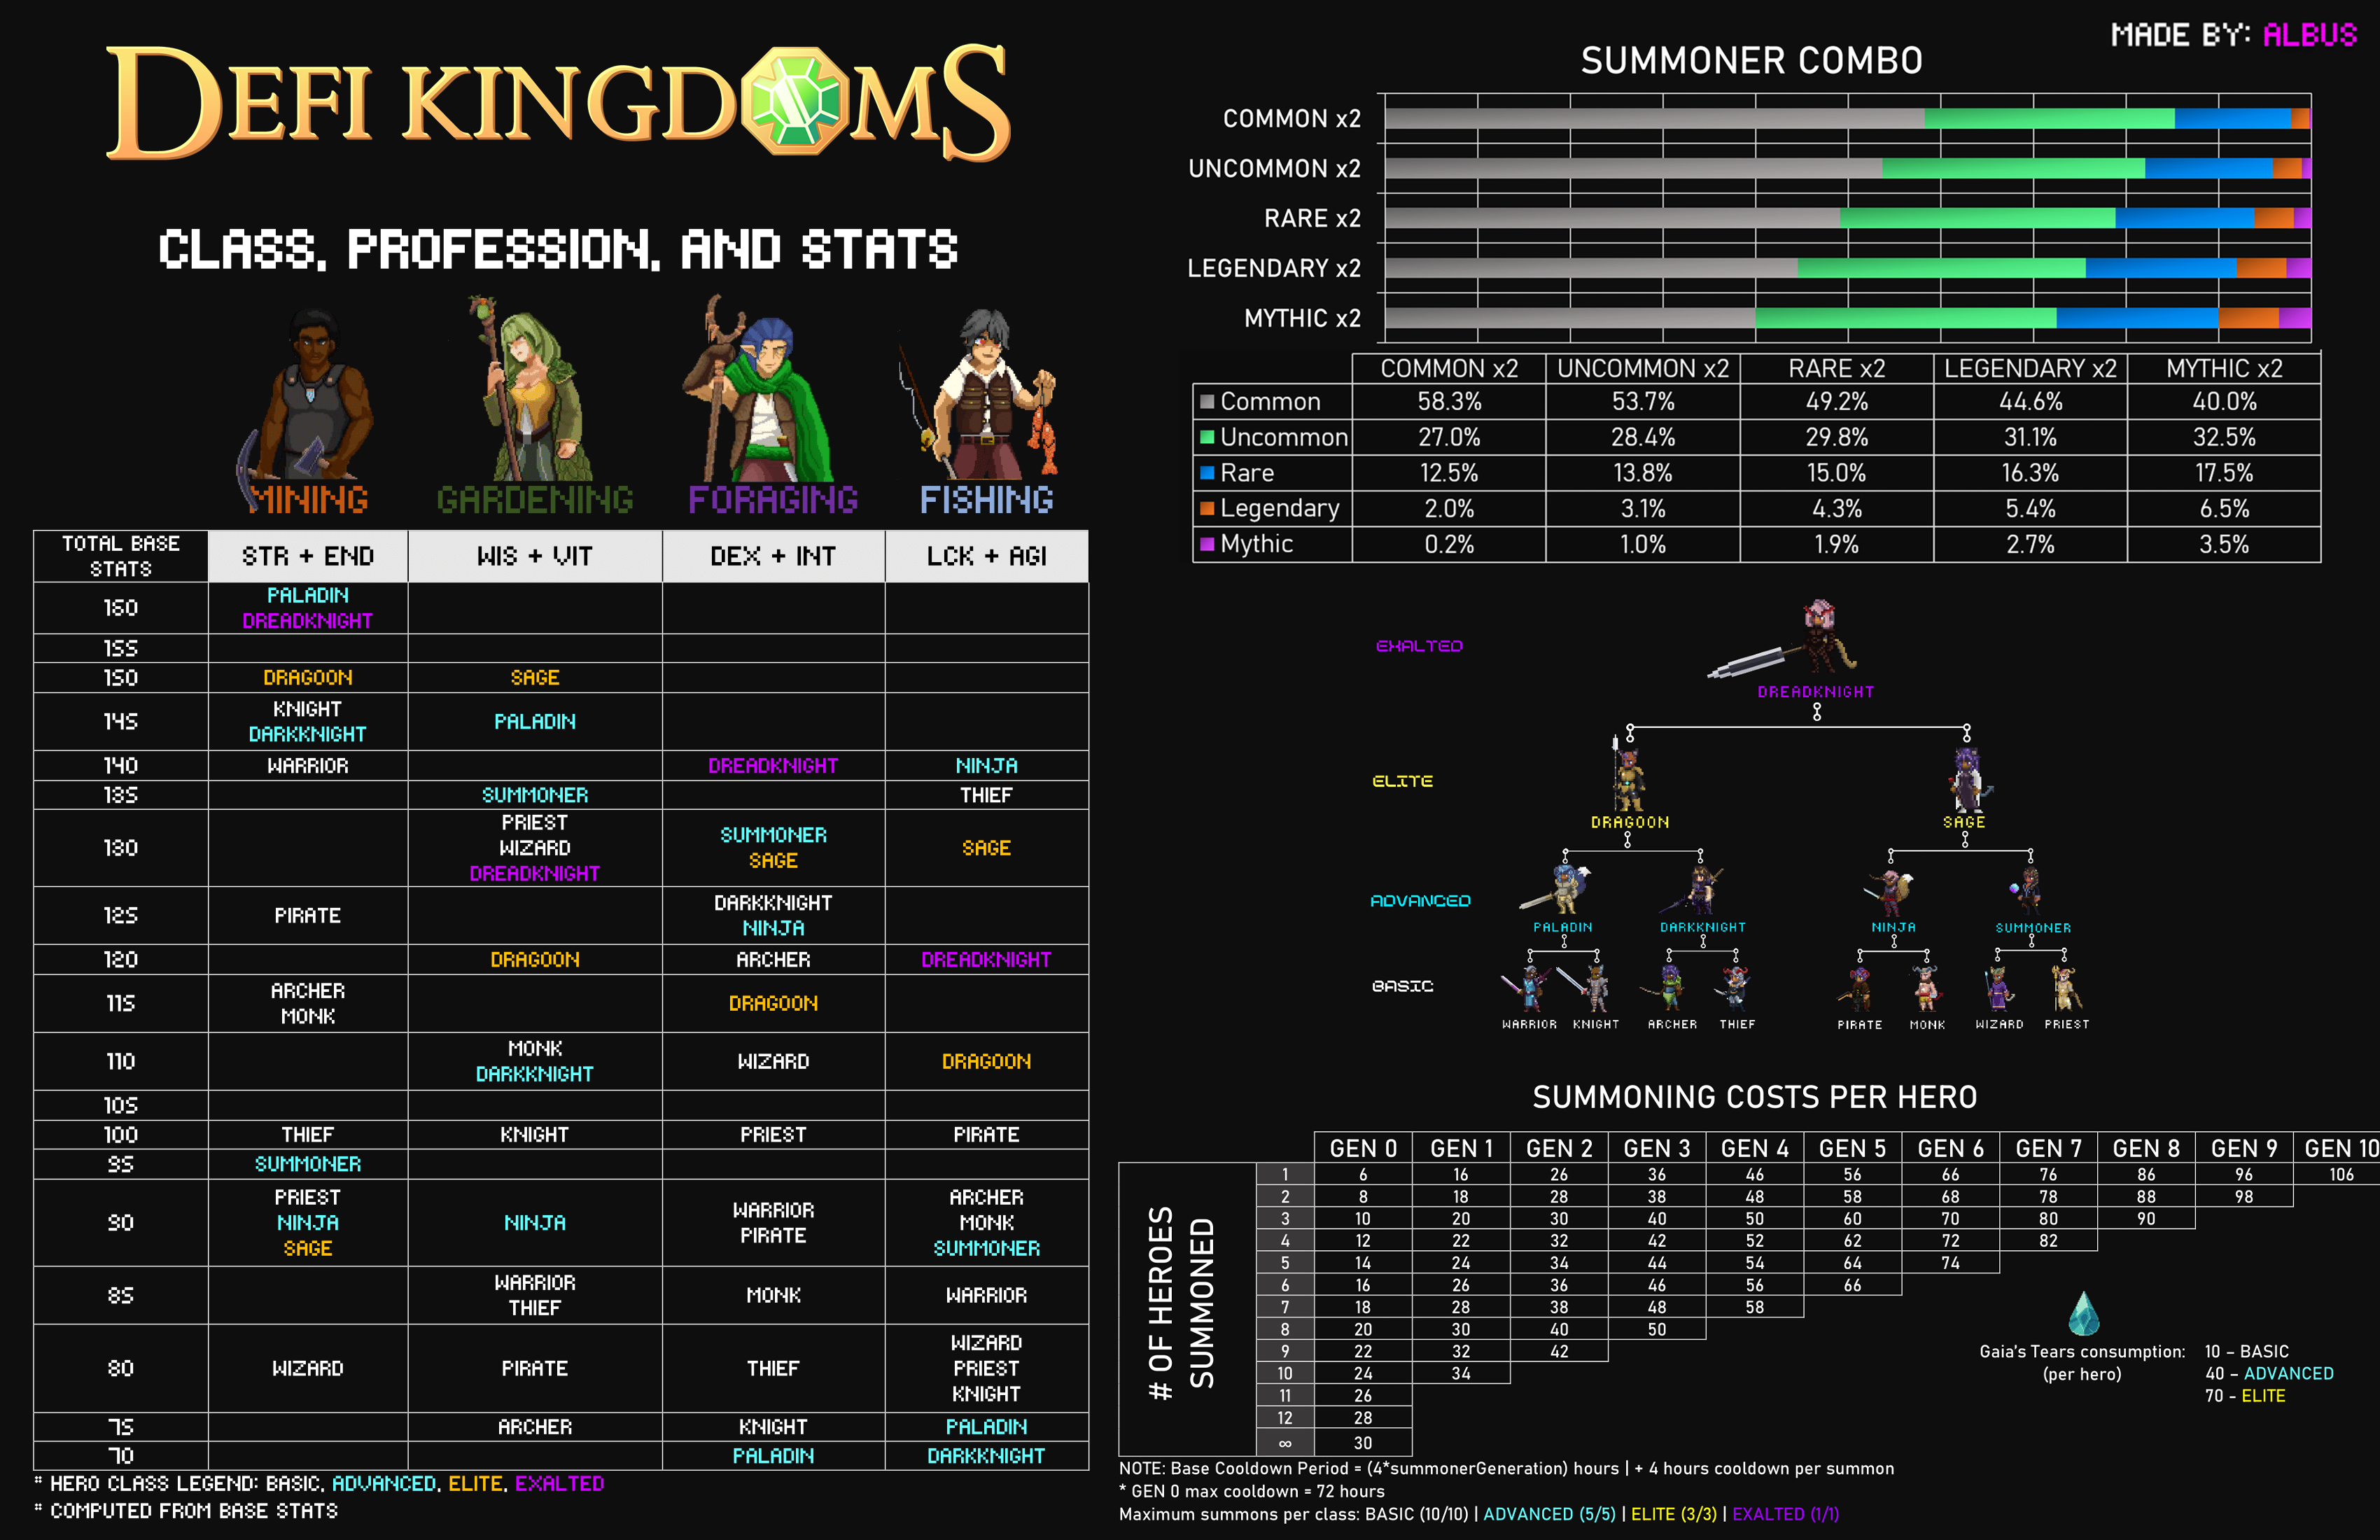 DEFI KINGDOMS
CLASS, PROFESSION, AND STATS
MINING GARDENING FORAGING FISHING
TOTAL BASE STATS | STR + END | WIS + VIT | DEX + INT | LCK + AGI
160 | PALADIN DREADKNIGHT | | |
155 | | | |
150 | DRAGOON | SAGE | |
145 | KNIGHT DARKKNIGHT | PALADIN | |
140 | WARRIOR | | DREADKNIGHT | NINJA
135 | | SUMMONER | | THIEF
130 | | PRIEST WIZARD DREADKNIGHT | SUMMONER SAGE | SAGE
125 | PIRATE | | DARKKNIGHT NINJA |
120 | | DRAGOON | ARCHER | DREADKNIGHT
115 | ARCHER MONK | | DRAGOON |
110 | | MONK DARKKNIGHT | WIZARD | DRAGOON
105 | | | |
100 | THIEF | KNIGHT | PRIEST | PIRATE
95 | SUMMONER | | |
90 | PRIEST NINJA SAGE | NINJA | WARRIOR PIRATE | ARCHER MONK SUMMONER
85 | | WARRIOR THIEF | MONK | WARRIOR
80 | WIZARD | PIRATE | THIEF | WIZARD PRIEST KNIGHT
75 | | ARCHER | KNIGHT | PALADIN
70 | | | PALADIN | DARKKNIGHT
* HERO CLASS LEGEND: BASIC, ADVANCED, ELITE, EXALTED
* COMPUTED FROM BASE STATS
MADE BY: ALBUS
SUMMONER COMBO
COMMON x2
UNCOMMON x2
RARE x2
LEGENDARY x2
MYTHIC x2
COMMON x2 | UNCOMMON x2 | RARE x2 | LEGENDARY x2 | MYTHIC x2
Common | 58.3% | 53.7% | 49.2% | 44.6% | 40.0%
Uncommon | 27.0% | 28.4% | 29.8% | 31.1% | 32.5%
Rare | 12.5% | 13.8% | 15.0% | 16.3% | 17.5%
Legendary | 2.0% | 3.1% | 4.3% | 5.4% | 6.5%
Mythic | 0.2% | 1.0% | 1.9% | 2.7% | 3.5%
EXALTED
DREADKNIGHT
ELITE
DRAGOON SAGE
ADVANCED
PALADIN DARKKNIGHT NINJA SUMMONER
BASIC
WARRIOR KNIGHT ARCHER THIEF PIRATE MONK WIZARD PRIEST
SUMMONING COSTS PER HERO
GEN 0 | GEN 1 | GEN 2 | GEN 3 | GEN 4 | GEN 5 | GEN 6 | GEN 7 | GEN 8 | GEN 9 | GEN 10
# OF HEROES
SUMMONED
1 | 6 | 16 | 26 | 36 | 46 | 56 | 66 | 76 | 86 | 96 | 106
2 | 8 | 18 | 28 | 38 | 48 | 58 | 68 | 78 | 88 | 98
3 | 10 | 20 | 30 | 40 | 50 | 60 | 70 | 80 | 90
4 | 12 | 22 | 32 | 42 | 52 | 62 | 72 | 82
5 | 14 | 24 | 34 | 44 | 54 | 64 | 74
6 | 16 | 26 | 36 | 46 | 56 | 66
7 | 18 | 28 | 38 | 48 | 58
8 | 20 | 30 | 40 | 50
9 | 22 | 32 | 42
10 | 24 | 34
11 | 26
12 | 28
∞ | 30
Gaia's Tears consumption: 10 – BASIC
(per hero) 40 – ADVANCED
70 - ELITE
NOTE: Base Cooldown Period = (4*summonerGeneration) hours | + 4 hours cooldown per summon
* GEN 0 max cooldown = 72 hours
Maximum summons per class: BASIC (10/10) | ADVANCED (5/5) | ELITE (3/3) | EXALTED (1/1)